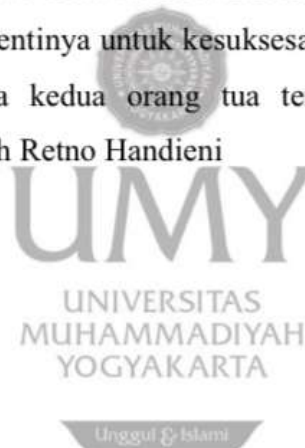 entinya untuk kesuksesa
a kedua orang tua te
h Retno Handieni
UMY
UNIVERSITAS
MUHAMMADIYAH
YOGYAKARTA
Unggul & Islami